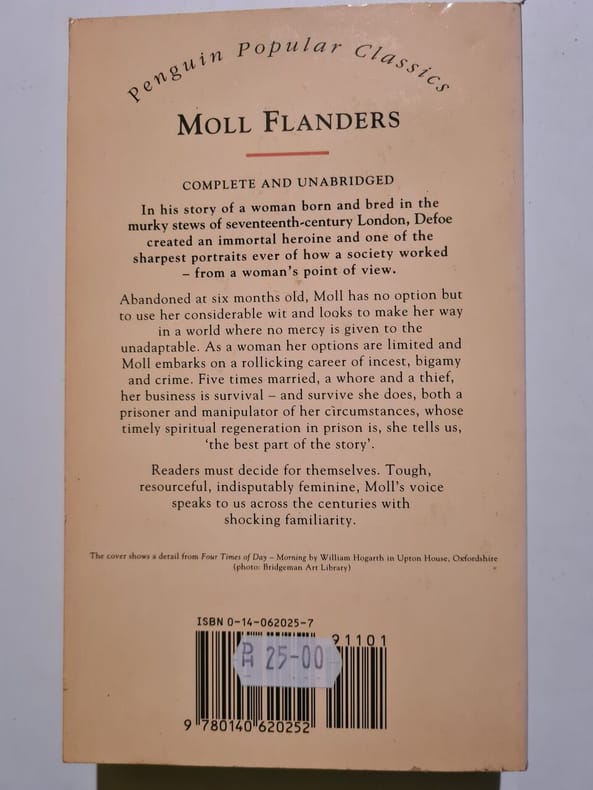 Penguin Popular Classics
MOLL FLANDERS
COMPLETE AND UNABRIDGED
In his story of a woman born and bred in the
murky stews of seventeenth-century London, Defoe
created an immortal heroine and one of the
sharpest portraits ever of how a society worked
– from a woman's point of view.
Abandoned at six months old, Moll has no option but
to use her considerable wit and looks to make her way
in a world where no mercy is given to the
unadaptable. As a woman her options are limited and
Moll embarks on a rollicking career of incest, bigamy
and crime. Five times married, a whore and a thief,
her business is survival – and survive she does, both a
prisoner and manipulator of her circumstances, whose
timely spiritual regeneration in prison is, she tells us,
'the best part of the story'.
Readers must decide for themselves. Tough,
resourceful, indisputably feminine, Moll's voice
speaks to us across the centuries with
shocking familiarity.
The cover shows a detail from Four Times of Day – Morning by William Hogarth in Upton House, Oxfordshire
(photo: Bridgeman Art Library)
ISBN 0-14-062025-7
91101
25-00
9 780140 620252